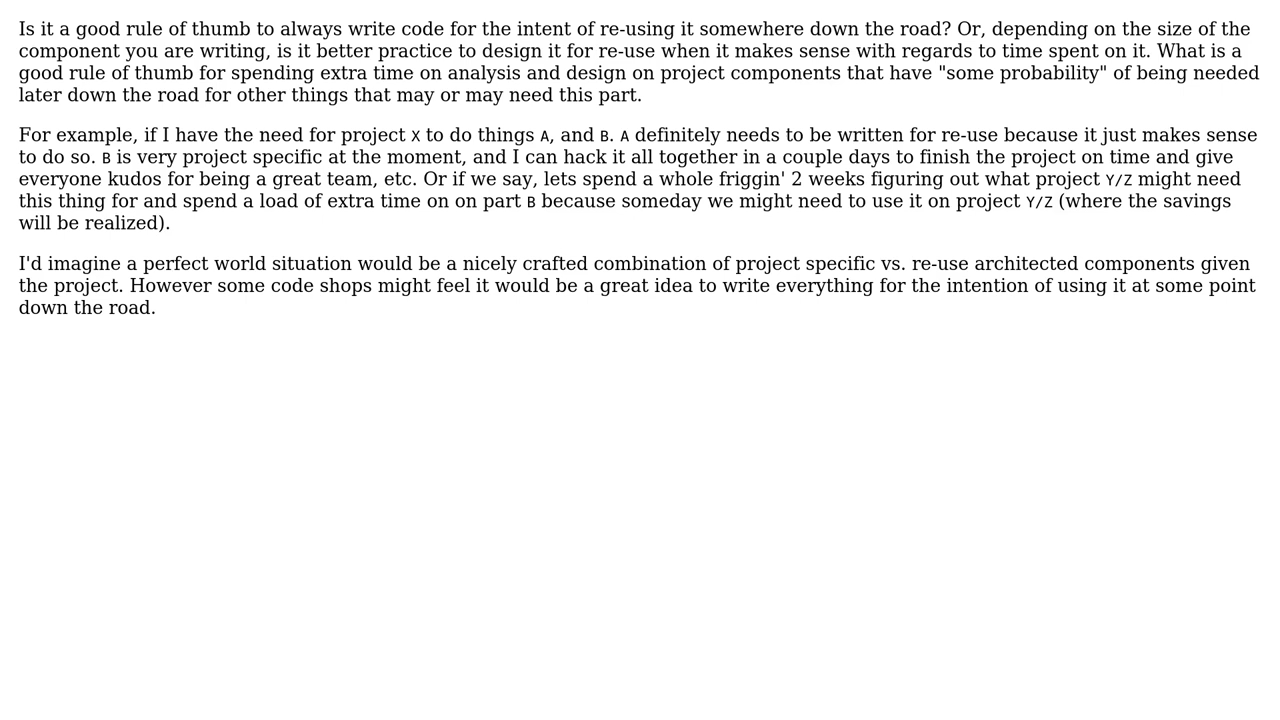 Is it a good rule of thumb to always write code for the intent of re-using it somewhere down the road? Or, depending on the size of the
component you are writing, is it better practice to design it for re-use when it makes sense with regards to time spent on it. What is a
good rule of thumb for spending extra time on analysis and design on project components that have "some probability" of being needed
later down the road for other things that may or may need this part.
For example, if I have the need for project X to do things A, and B. A definitely needs to be written for re-use because it just makes sense
to do so. B is very project specific at the moment, and I can hack it all together in a couple days to finish the project on time and give
everyone kudos for being a great team, etc. Or if we say, lets spend a whole friggin' 2 weeks figuring out what project Y/Z might need
this thing for and spend a load of extra time on on part B because someday we might need to use it on project Y/Z (where the savings
will be realized).
I'd imagine a perfect world situation would be a nicely crafted combination of project specific vs. re-use architected components given
the project. However some code shops might feel it would be a great idea to write everything for the intention of using it at some point
down the road.